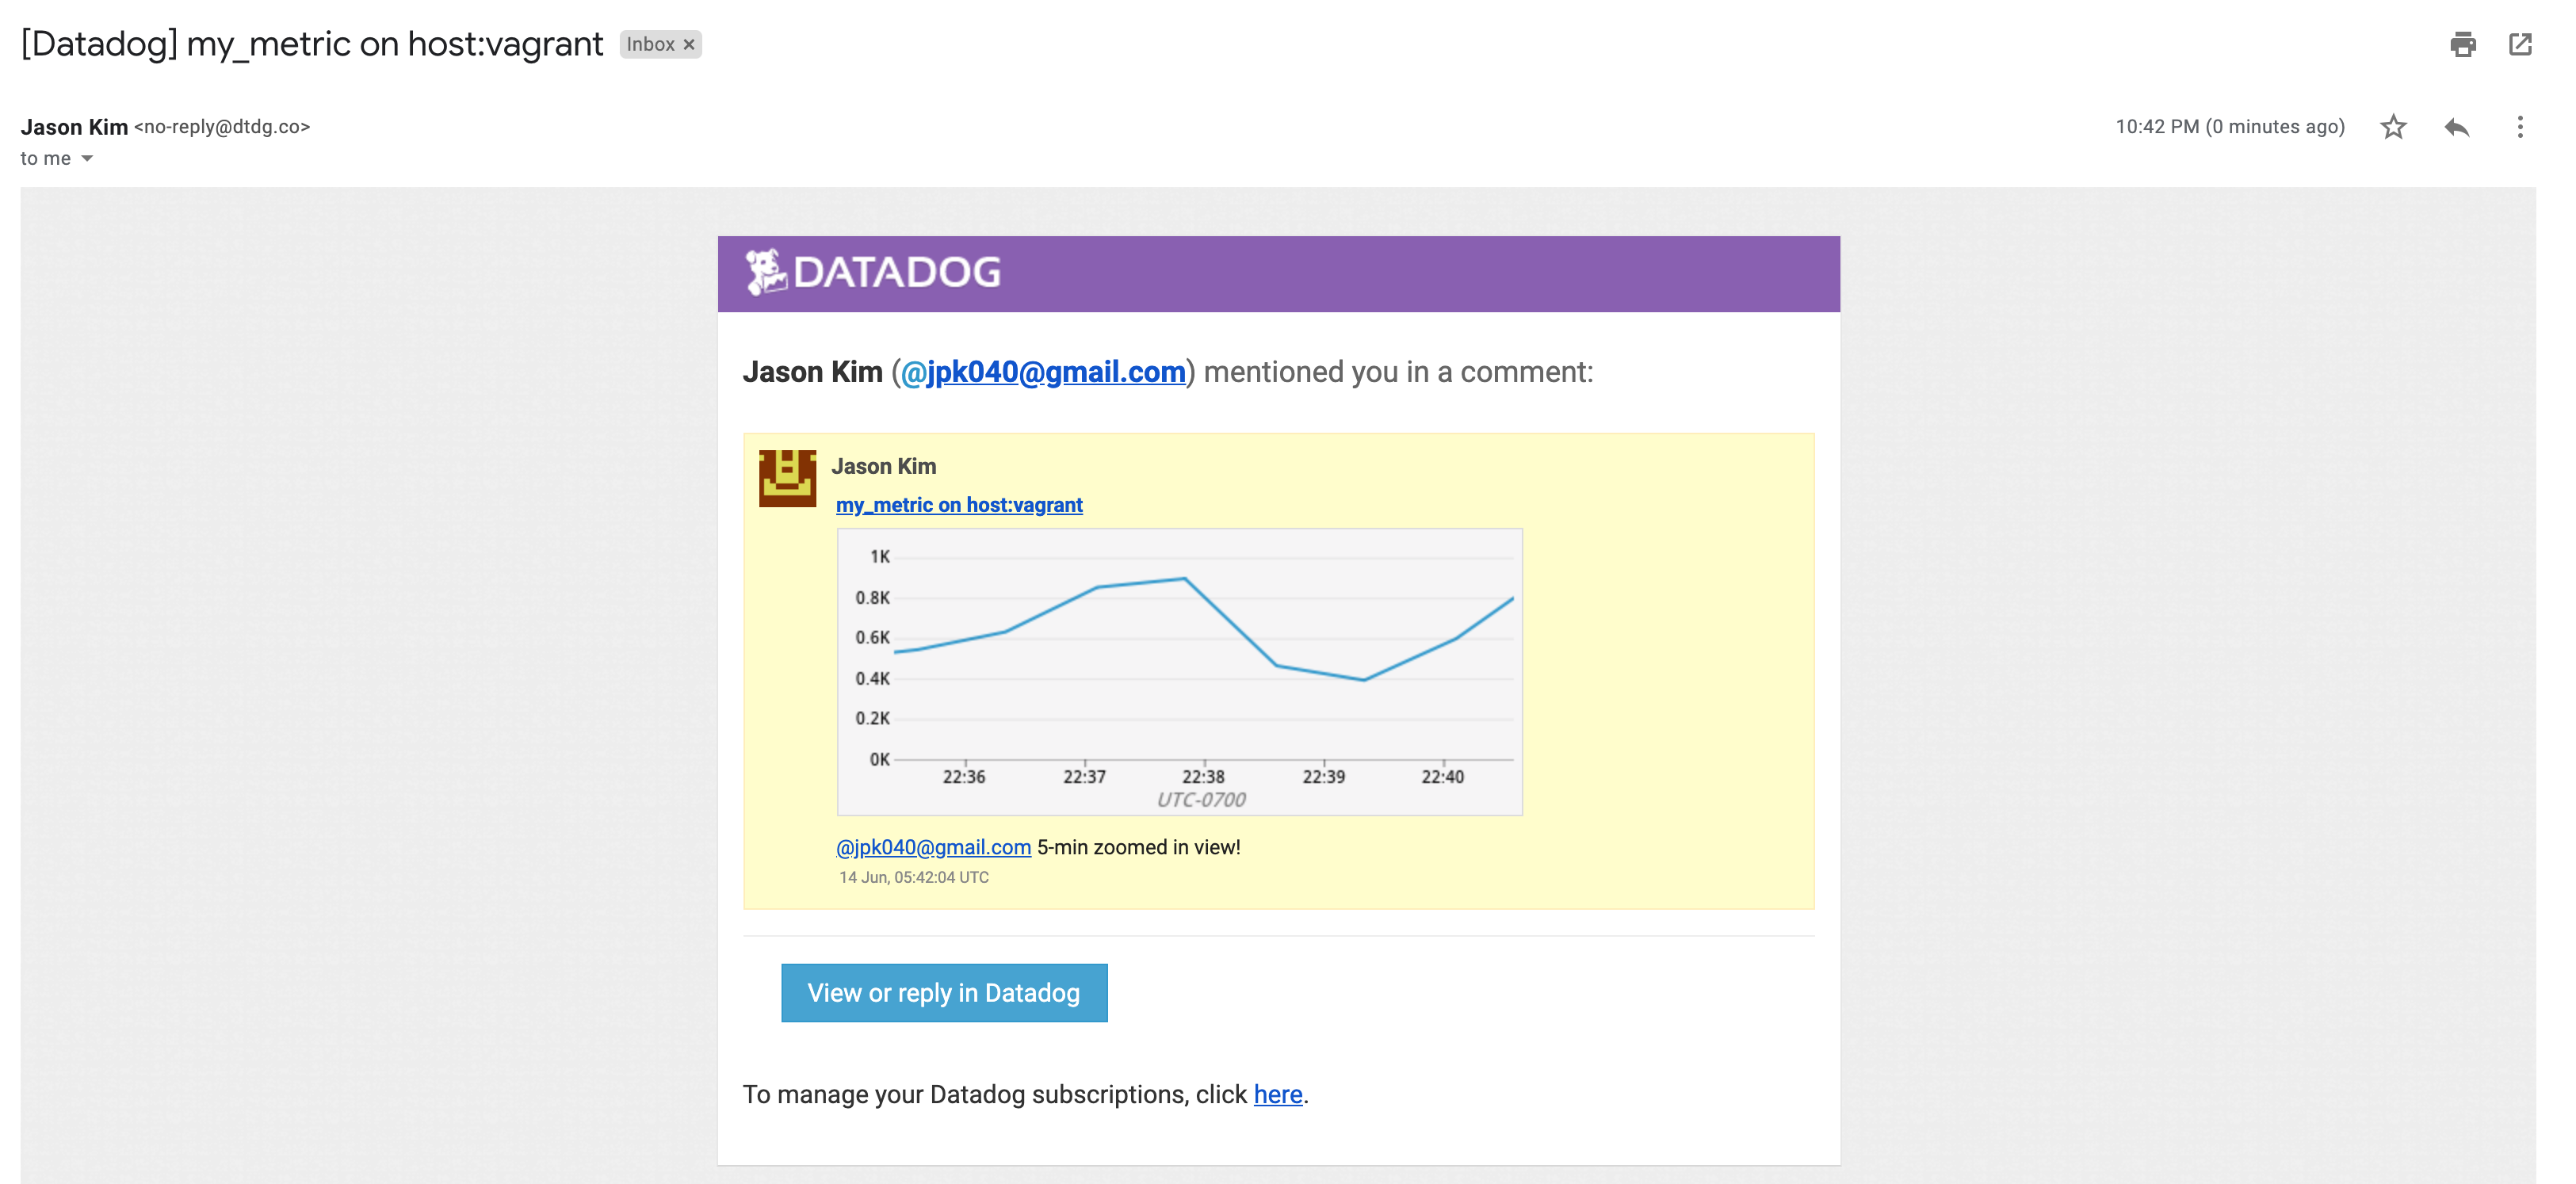 [Datadog] my_metric on host:vagrant Inbox ×
Jason Kim <no-reply@dtdg.co> 10:42 PM (0 minutes ago)
to me
DATADOG
Jason Kim (@jpk040@gmail.com) mentioned you in a comment:
Jason Kim
my_metric on host:vagrant
1K
0.8K
0.6K
0.4K
0.2K
0K
22:36 22:37 22:38 22:39 22:40
UTC-0700
@jpk040@gmail.com 5-min zoomed in view!
14 Jun, 05:42:04 UTC
View or reply in Datadog
To manage your Datadog subscriptions, click here.